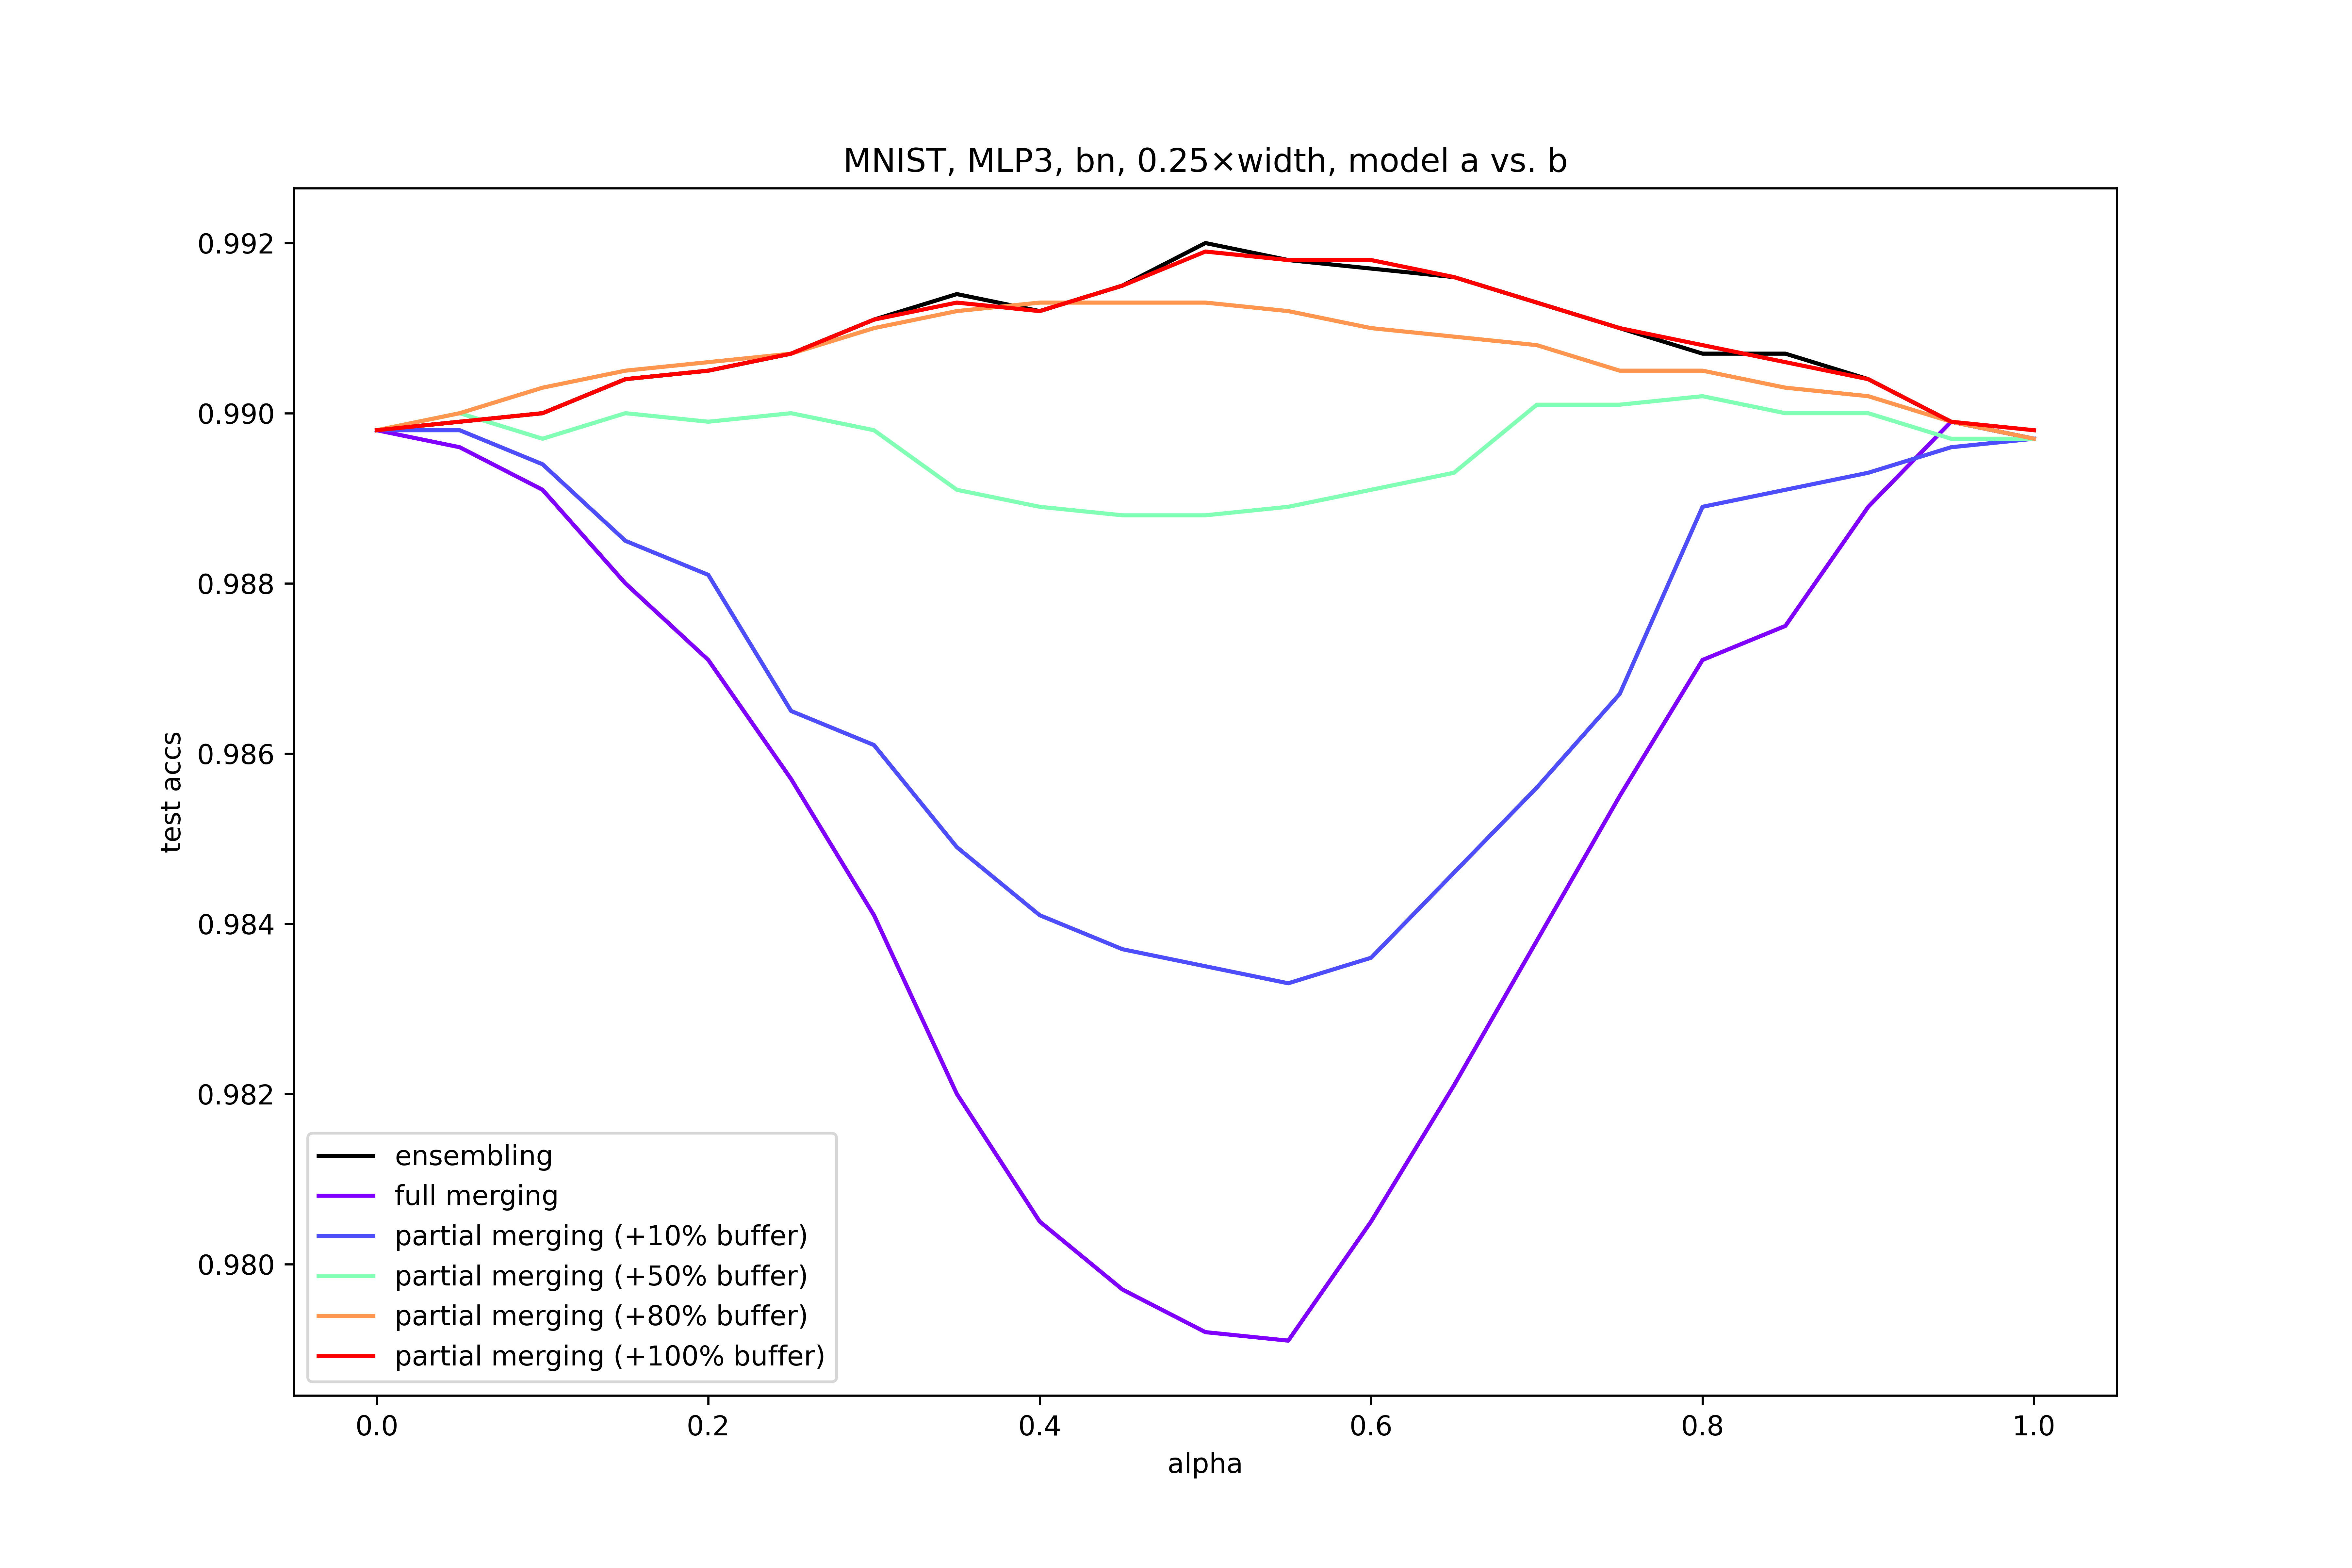 MNIST, MLP3, bn, 0.25×width, model a vs. b
0.992
0.990
0.988
0.986
0.984
0.982
0.980
test accs
ensembling
full merging
partial merging (+10% buffer)
partial merging (+50% buffer)
partial merging (+80% buffer)
partial merging (+100% buffer)
0.0 0.2 0.4 0.6 0.8 1.0
alpha